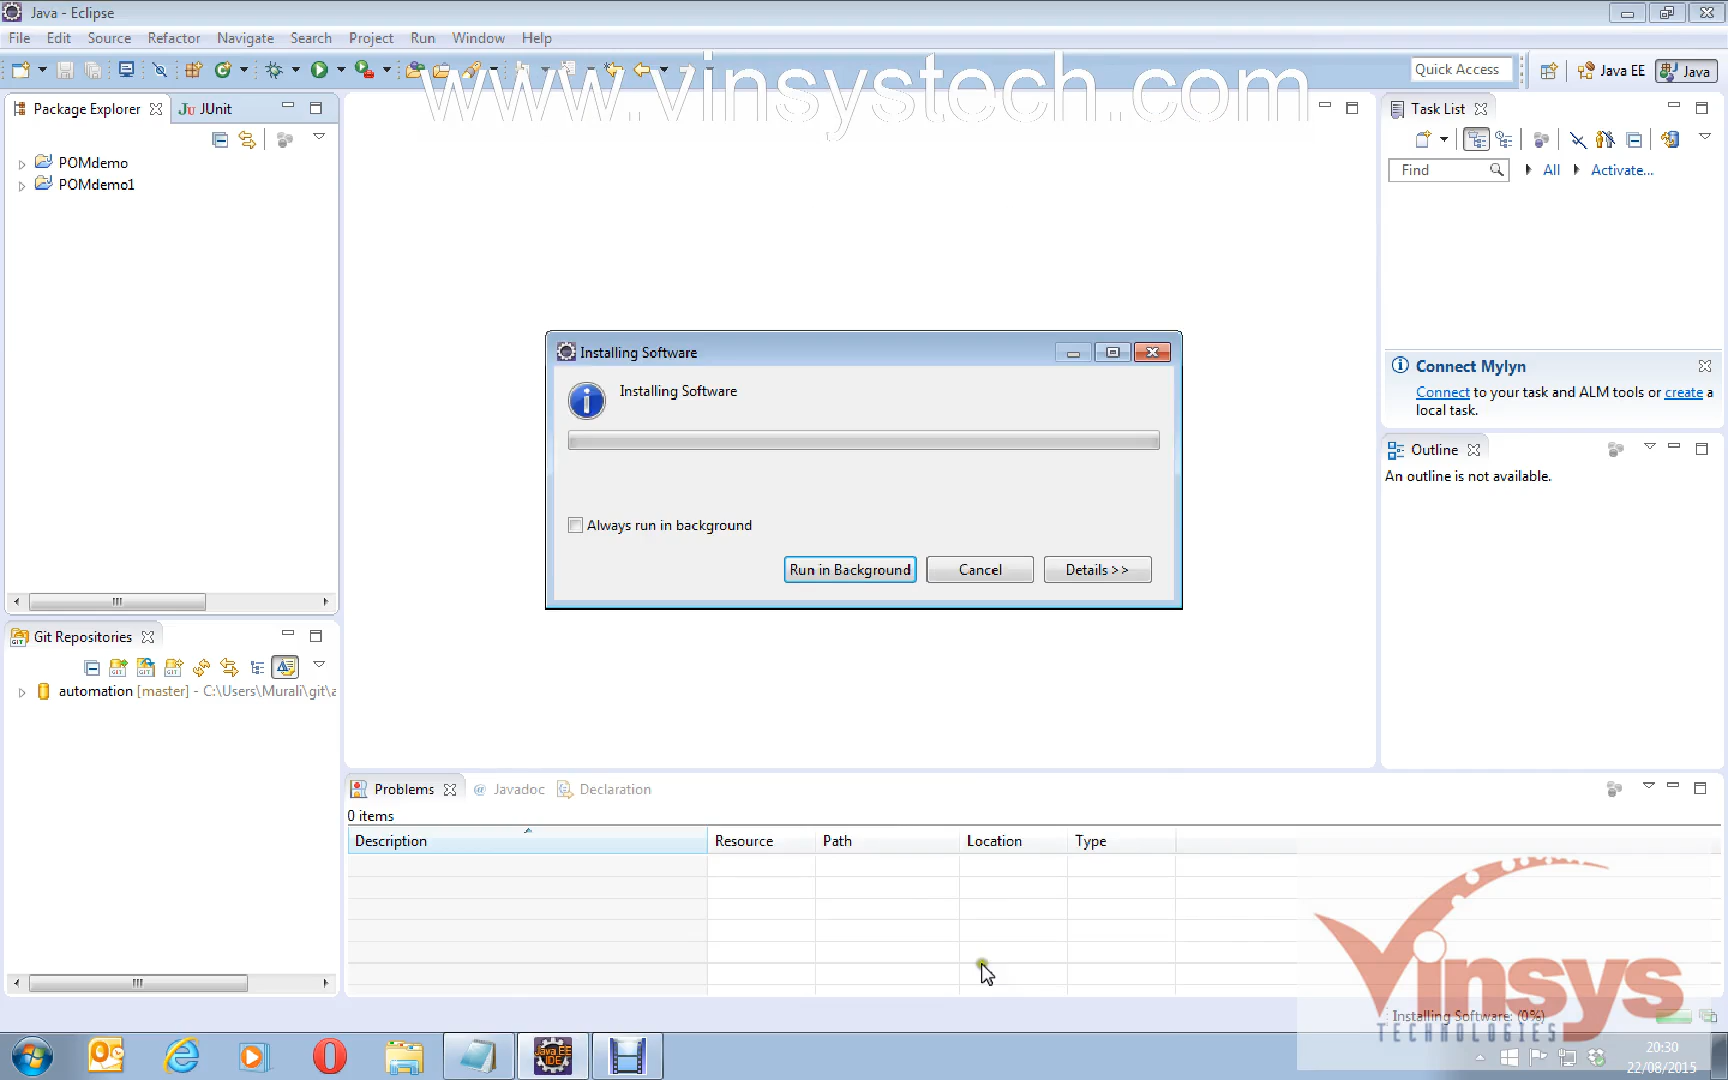 Java - Eclipse
File Edit Source Refactor Navigate Search Project Run Window Help
www.vinsystech.com
Quick Access
Java EE
Java
Package Explorer
JUnit
POMdemo
POMdemo1
Task List
Find
All
Activate...
Connect Mylyn
Connect to your task and ALM tools or create a
local task.
Outline
An outline is not available.
Installing Software
Installing Software
Always run in background
Run in Background
Cancel
Details >>
Git Repositories
automation [master] - C:\Users\Murali\git\a
Problems
@ Javadoc
Declaration
0 items
Description Resource Path Location Type
Vinsys
TECHNOLOGIES
Installing Software: (0%)
Java EE
IDE
20:30
22/08/2015